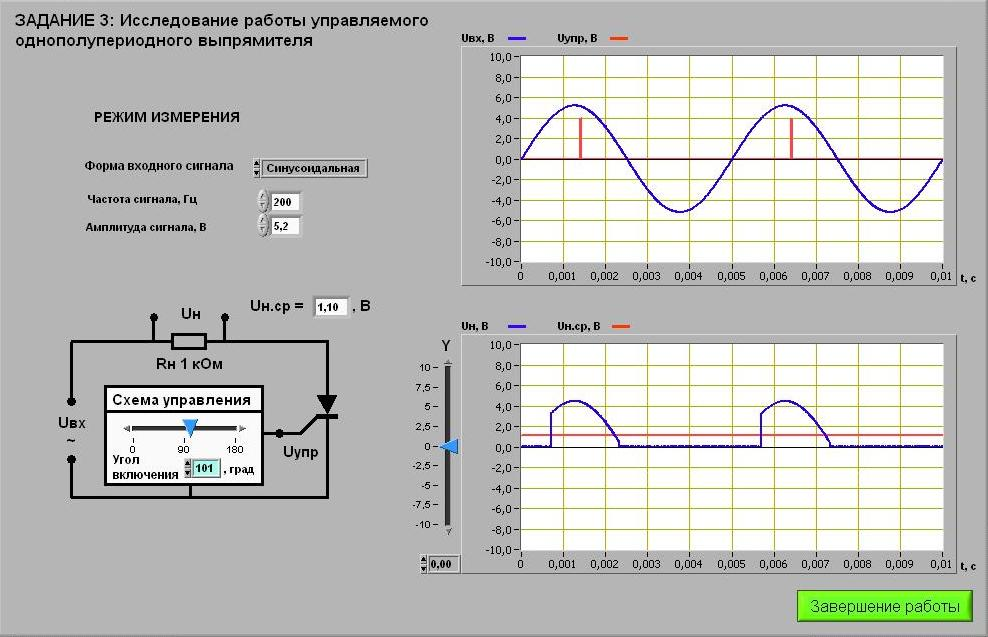 ЗАДАНИЕ 3: Исследование работы управляемого
однополупериодного выпрямителя
РЕЖИМ ИЗМЕРЕНИЯ
Форма входного сигнала Синусоидальная
Частота сигнала, Гц 200
Амплитуда сигнала, В 5,2
Uвх, В Uупр, В
10,0
8,0
6,0
4,0
2,0
0,0
-2,0
-4,0
-6,0
-8,0
-10,0
0 0,001 0,002 0,003 0,004 0,005 0,006 0,007 0,008 0,009 0,01 t, c
Uн.ср = 1,10 , В
Uн
Rн 1 кОм
Схема управления
0 90 180
Угол
включения 101 , град
Uвх
~
Uупр
Y
10
7,5
5
2,5
0
-2,5
-5
-7,5
-10
0,00
Uн, В Uн.ср, В
10,0
8,0
6,0
4,0
2,0
0,0
-2,0
-4,0
-6,0
-8,0
-10,0
0 0,001 0,002 0,003 0,004 0,005 0,006 0,007 0,008 0,009 0,01 t, c
Завершение работы